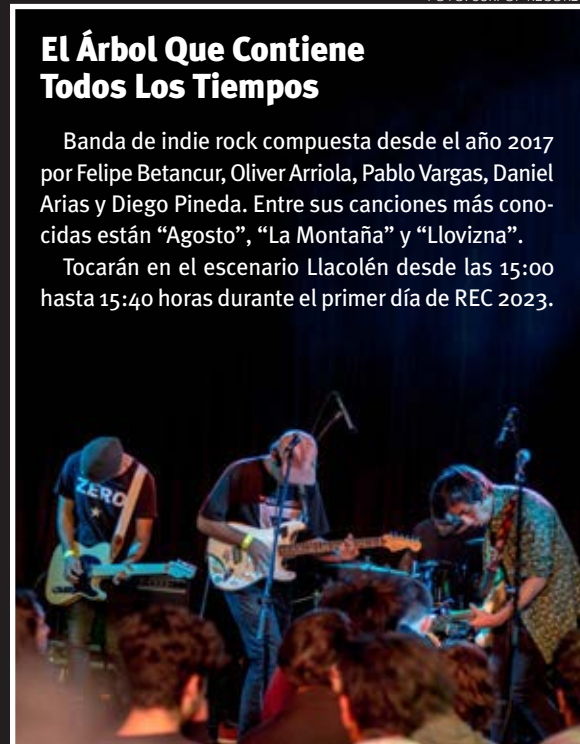 El Árbol Que Contiene
Todos Los Tiempos
Banda de indie rock compuesta desde el año 2017
por Felipe Betancur, Oliver Arriola, Pablo Vargas, Daniel
Arias y Diego Pineda. Entre sus canciones más cono-
cidas están “Agosto”, “La Montaña” y “Llovizna”.
Tocarán en el escenario Llacolén desde las 15:00
hasta 15:40 horas durante el primer día de REC 2023.
ZERO